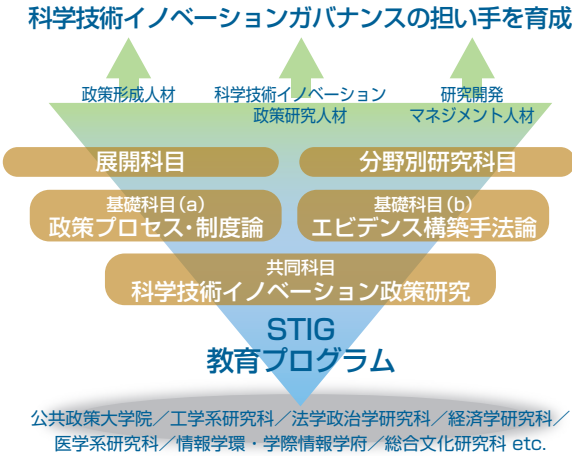 科学技術イノベーションガバナンスの担い手を育成
政策形成人材
科学技術イノベーション
政策研究人材
研究開発
マネジメント人材
展開科目
分野別研究科目
基礎科目(a)
政策プロセス・制度論
基礎科目(b)
エビデンス構築手法論
共同科目
科学技術イノベーション政策研究
STIG
教育プログラム
公共政策大学院／工学系研究科／法学政治学研究科／経済学研究科／
医学系研究科／情報学環・学際情報学府／総合文化研究科 etc.